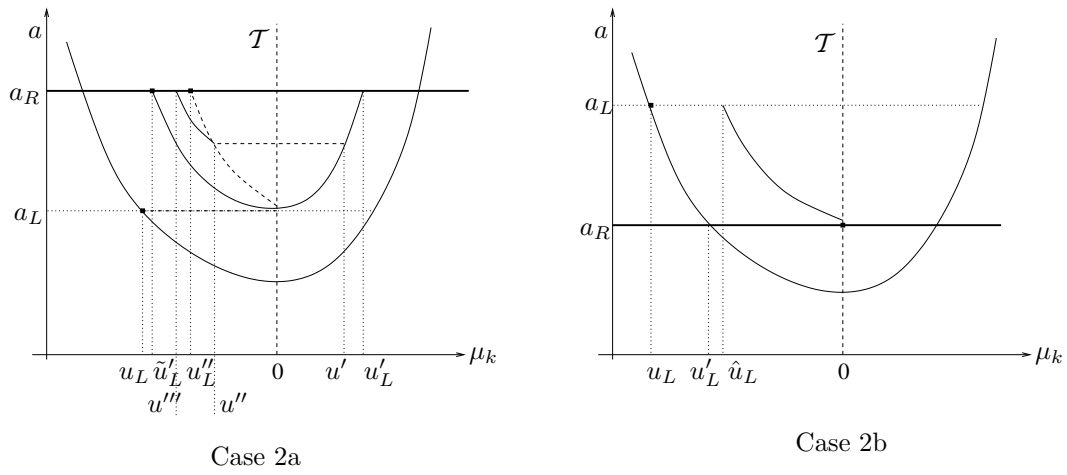 a
𝒯
a_R
a_L
μ_k
u_L ũ'_L u''_L 0 u' u'_L
u''' u''
Case 2a
a
𝒯
a_L
a_R
μ_k
u_L u'_L û_L 0
Case 2b